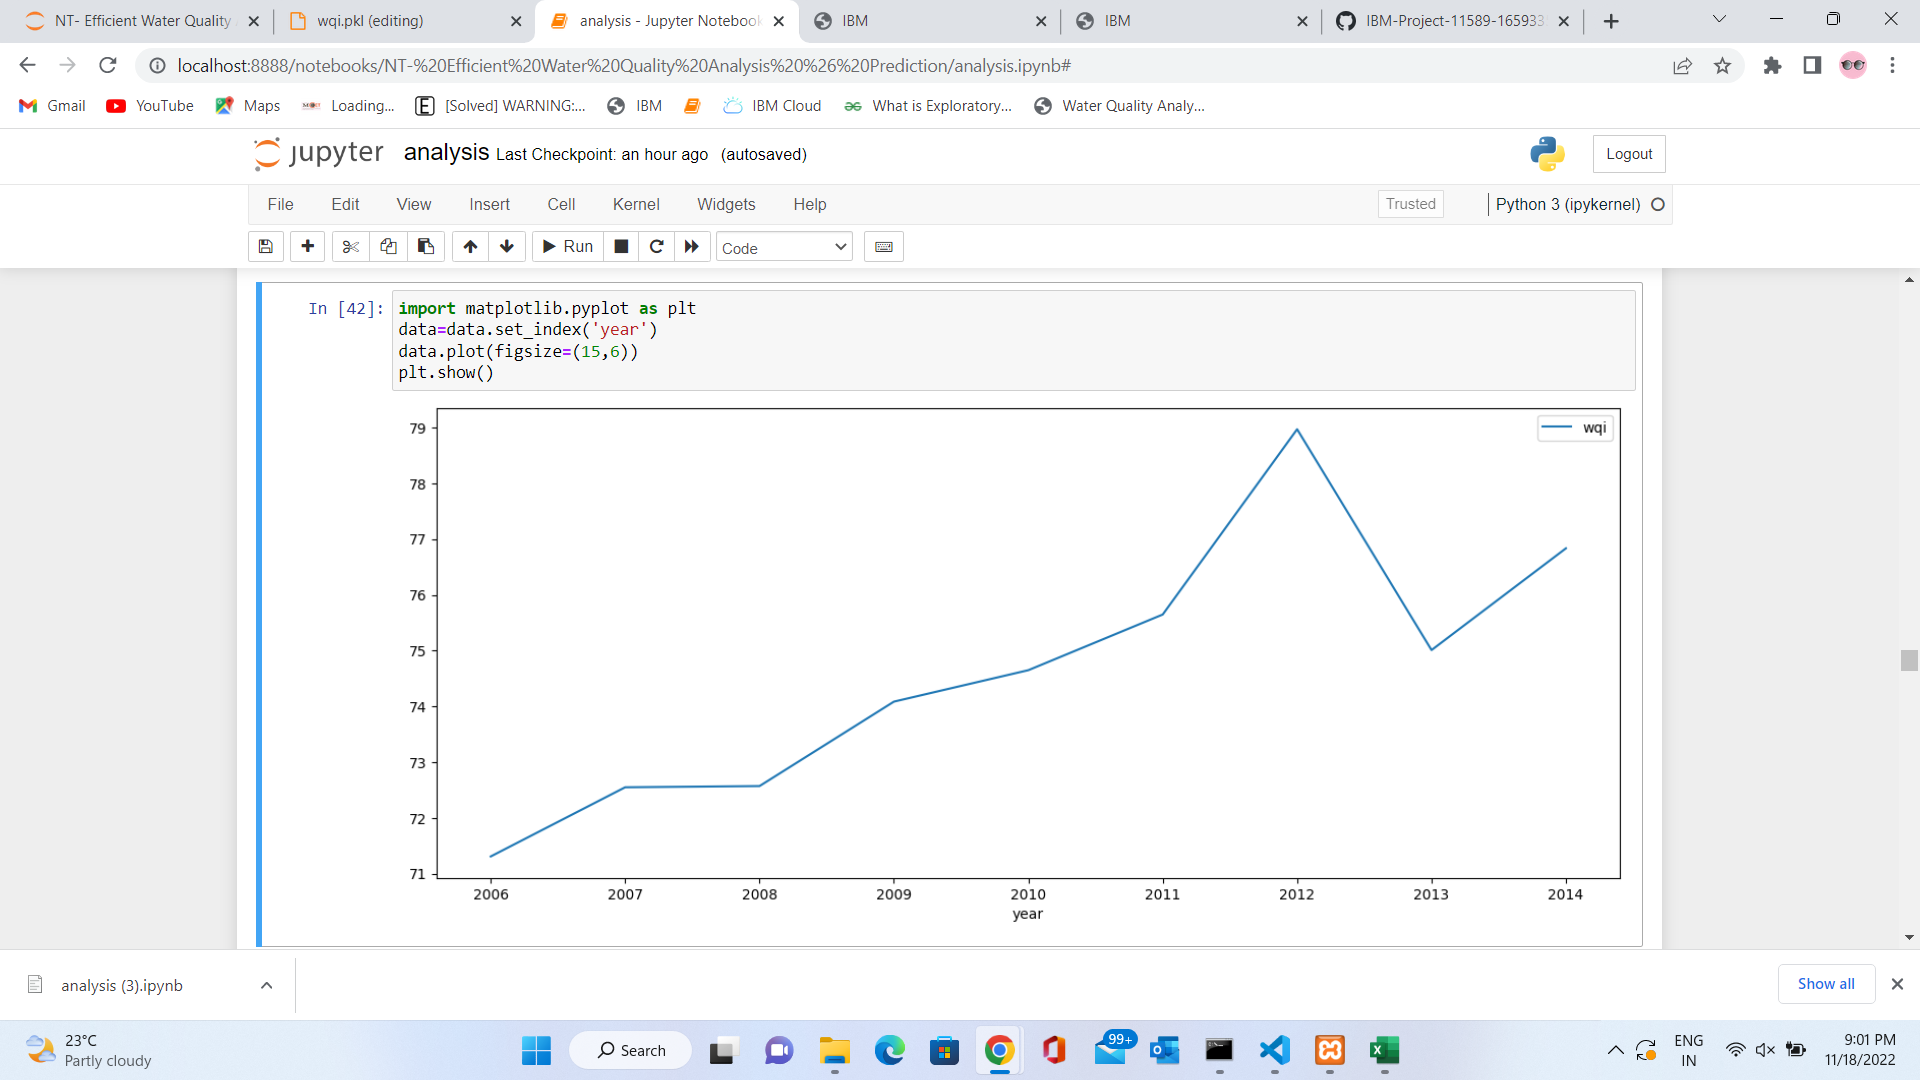 NT- Efficient Water Quality
wqi.pkl (editing)
analysis - Jupyter Notebook
IBM
IBM
IBM-Project-11589-165933
localhost:8888/notebooks/NT-%20Efficient%20Water%20Quality%20Analysis%20%26%20Prediction/analysis.ipynb#
Gmail
YouTube
Maps
Loading...
[Solved] WARNING:...
IBM
IBM Cloud
What is Exploratory...
Water Quality Analy...
jupyter
analysis Last Checkpoint: an hour ago (autosaved)
Logout
File Edit View Insert Cell Kernel Widgets Help
Trusted
Python 3 (ipykernel)
Run
Code
In [42]:
import matplotlib.pyplot as plt
data=data.set_index('year')
data.plot(figsize=(15,6))
plt.show()
wqi
79
78
77
76
75
74
73
72
71
2006 2007 2008 2009 2010 2011 2012 2013 2014
year
analysis (3).ipynb
Show all
23°C
Partly cloudy
Search
99+
ENG
IN
9:01 PM
11/18/2022